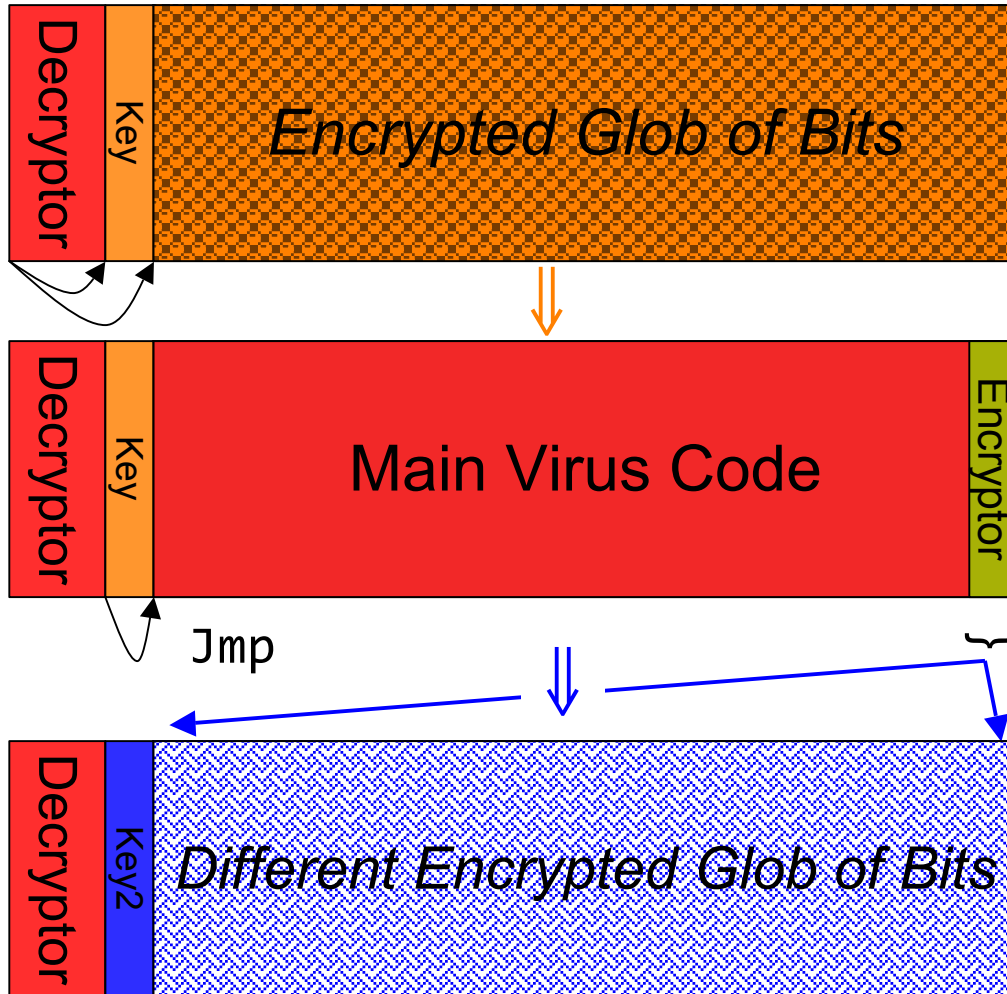 Decryptor
Key
Encrypted Glob of Bits
Decryptor
Key
Main Virus Code
Encryptor
Jmp
Decryptor
Key2
Different Encrypted Glob of Bits